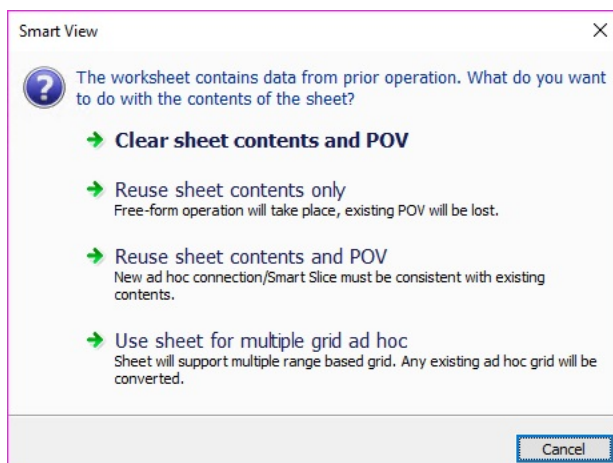 Smart View
The worksheet contains data from prior operation. What do you want
to do with the contents of the sheet?
Clear sheet contents and POV
Reuse sheet contents only
Free-form operation will take place, existing POV will be lost.
Reuse sheet contents and POV
New ad hoc connection/Smart Slice must be consistent with existing
contents.
Use sheet for multiple grid ad hoc
Sheet will support multiple range based grid. Any existing ad hoc grid will be
converted.
Cancel